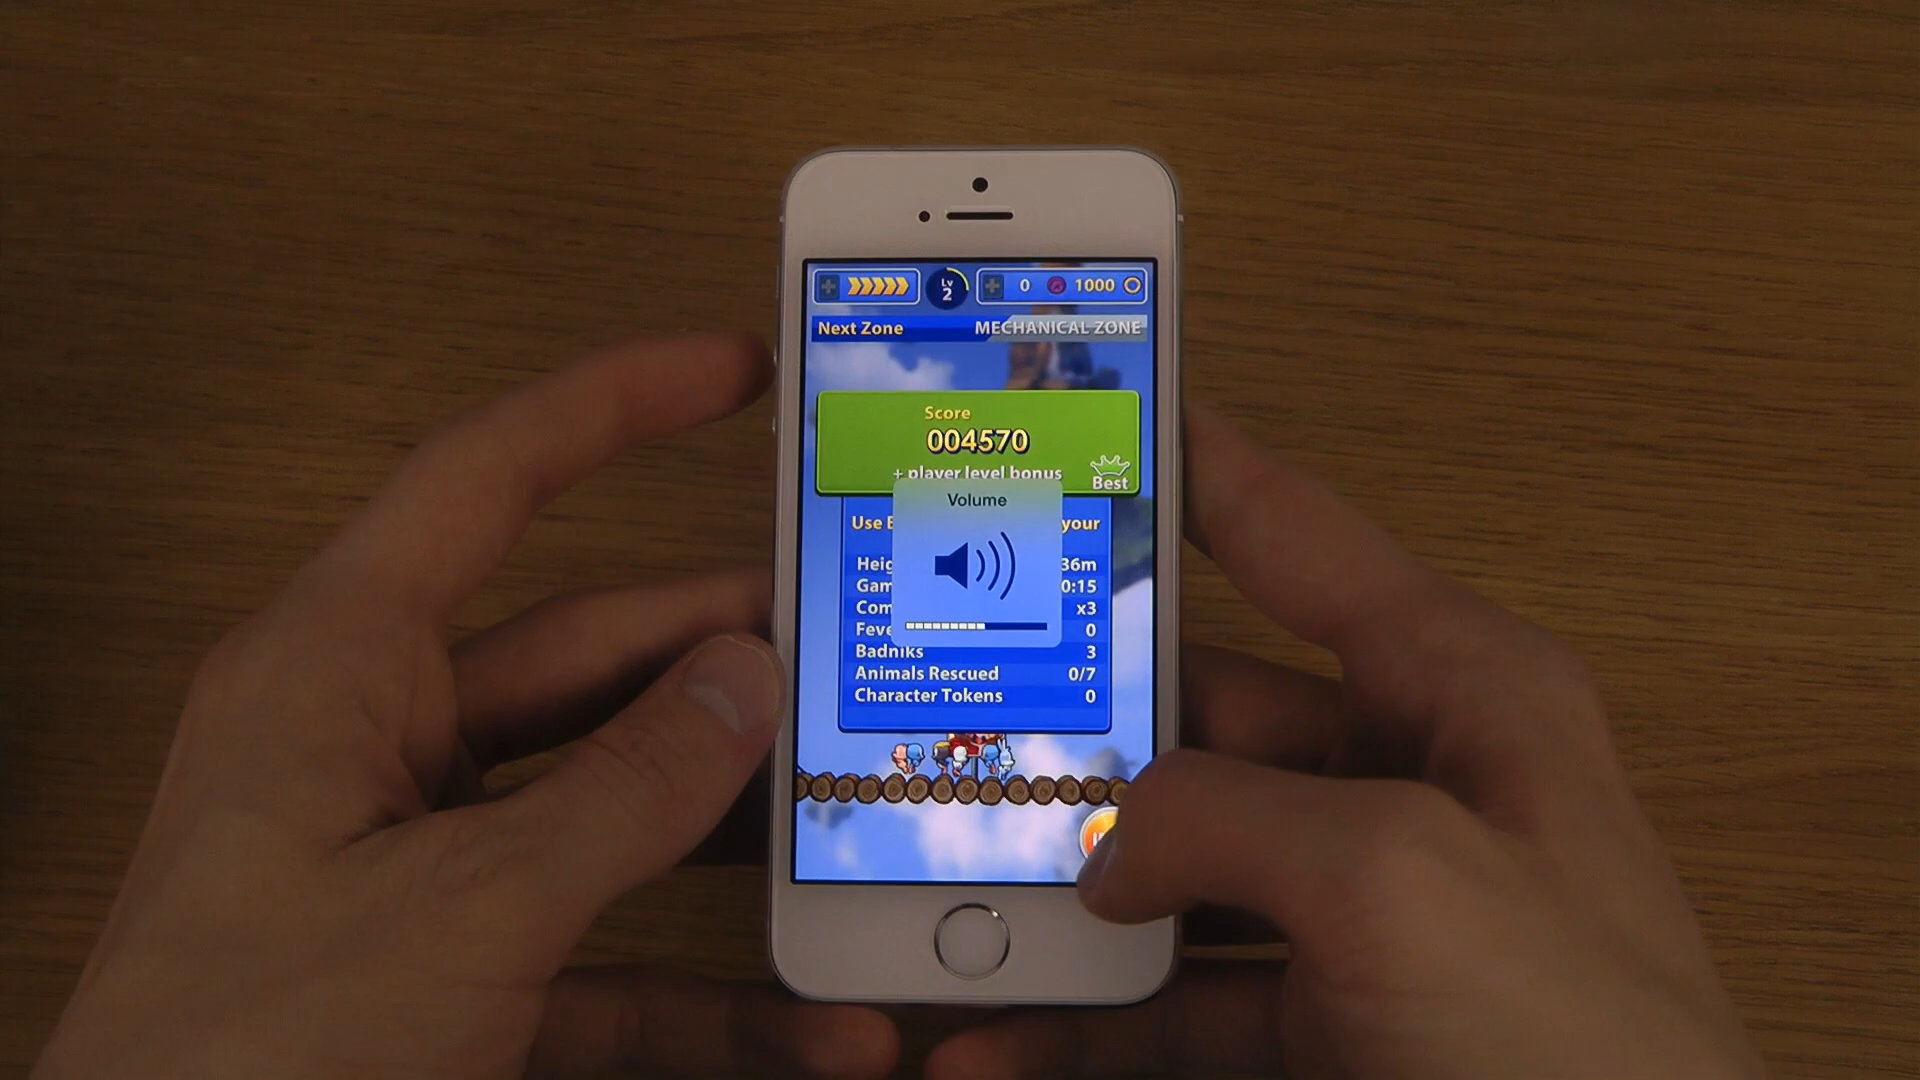 Lv
2
0 1000
Next Zone MECHANICAL ZONE
Score
004570
+ player level bonus
Best
Volume
Use your
36m
0:15
x3
0
Badniks 3
Animals Rescued 0/7
Character Tokens 0